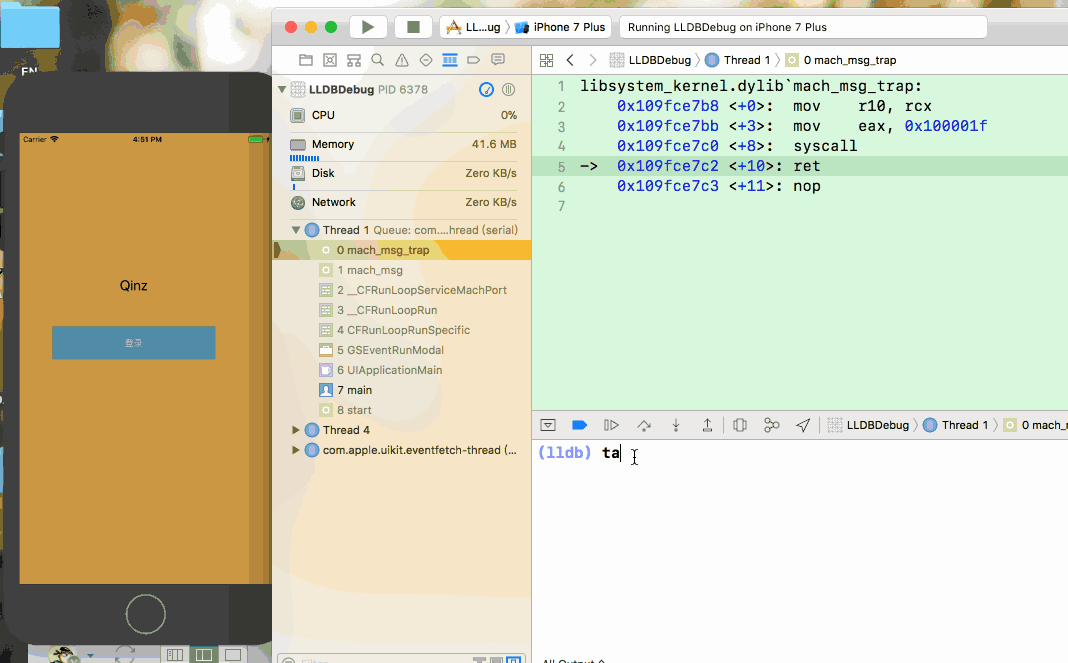 EN
Carrier 4:51 PM
Qinz
登录
LL...ug 〉 iPhone 7 Plus
Running LLDBDebug on iPhone 7 Plus
LLDBDebug PID 6378
CPU 0%
Memory 41.6 MB
Disk Zero KB/s
Network Zero KB/s
Thread 1 Queue: com....hread (serial)
0 mach_msg_trap
1 mach_msg
2 __CFRunLoopServiceMachPort
3 __CFRunLoopRun
4 CFRunLoopRunSpecific
5 GSEventRunModal
6 UIApplicationMain
7 main
8 start
Thread 4
com.apple.uikit.eventfetch-thread (...
Filter
LLDBDebug 〉 Thread 1 〉 0 mach_msg_trap
1 libsystem_kernel.dylib`mach_msg_trap:
2 0x109fce7b8 <+0>: mov r10, rcx
3 0x109fce7bb <+3>: mov eax, 0x100001f
4 0x109fce7c0 <+8>: syscall
5 -> 0x109fce7c2 <+10>: ret
6 0x109fce7c3 <+11>: nop
7
LLDBDebug 〉 Thread 1 〉 0 mach_
(lldb) ta
All Output